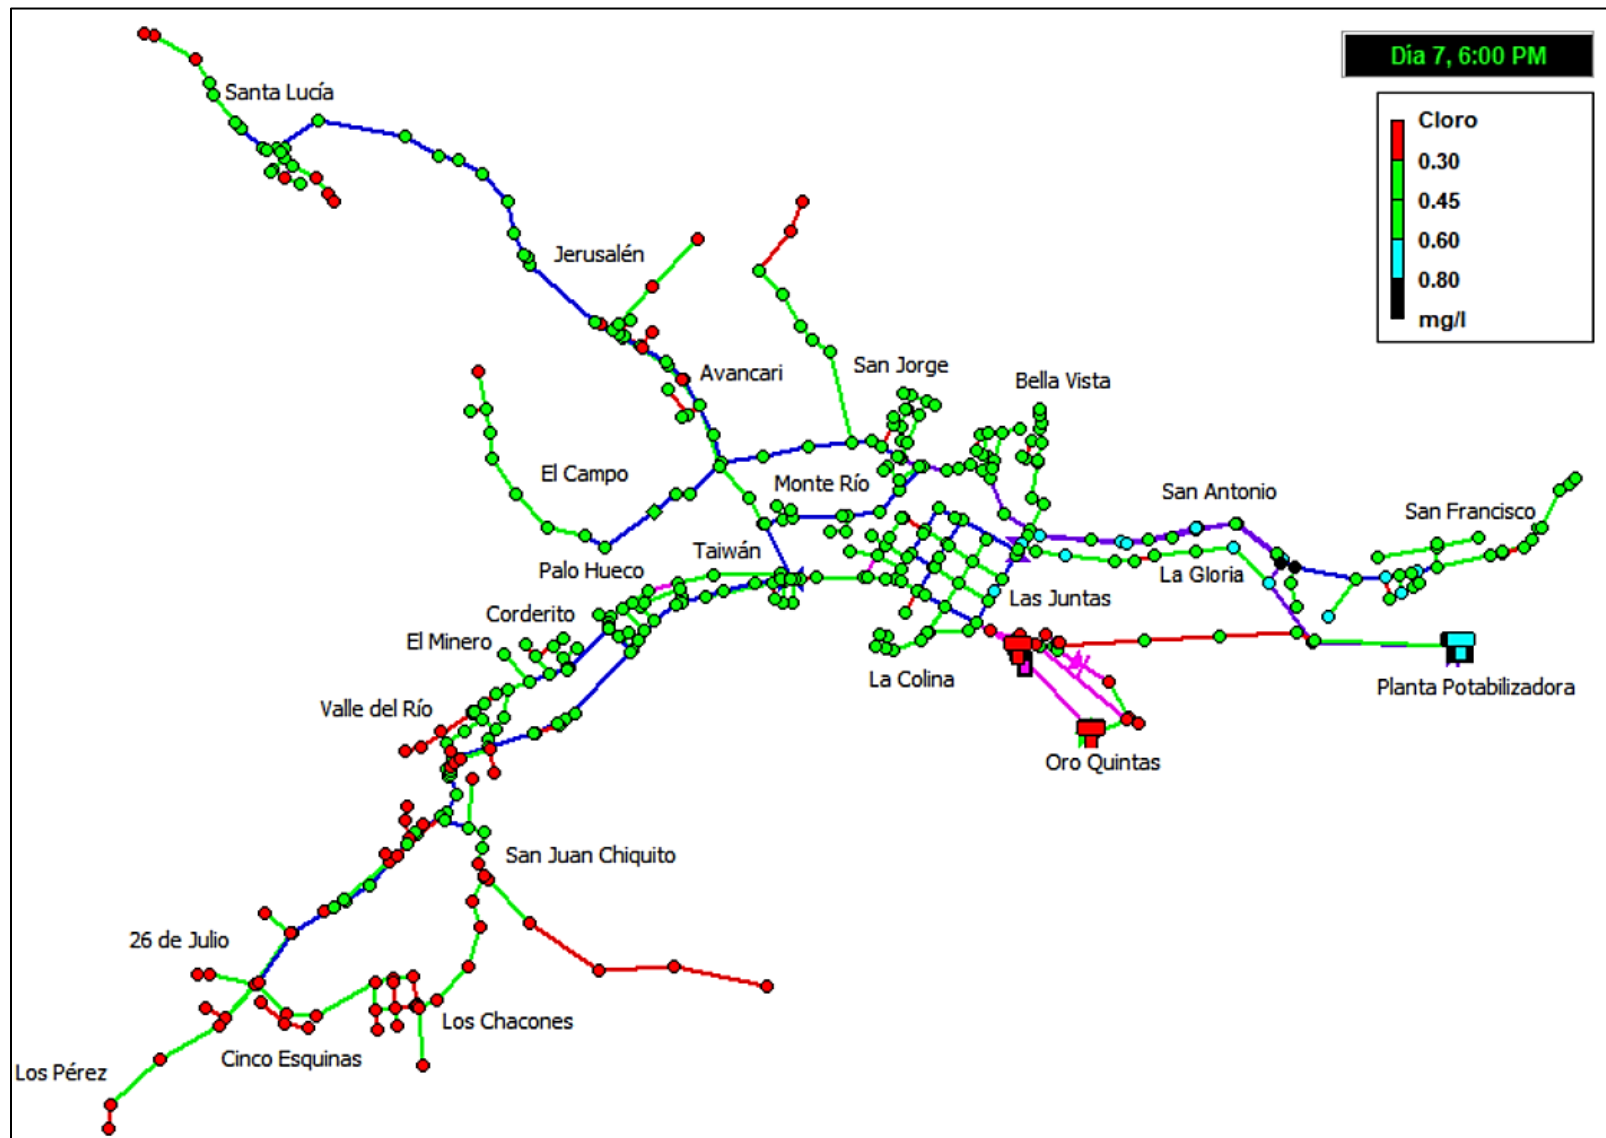 Día 7, 6:00 PM
Cloro
0.30
0.45
0.60
0.80
mg/l
Santa Lucía
Jerusalén
Avancari
San Jorge
Bella Vista
El Campo
Monte Río
San Antonio
San Francisco
Taiwán
Palo Hueco
La Gloria
Corderito
Las Juntas
El Minero
La Colina
Planta Potabilizadora
Valle del Río
Oro Quintas
San Juan Chiquito
26 de Julio
Los Chacones
Cinco Esquinas
Los Pérez